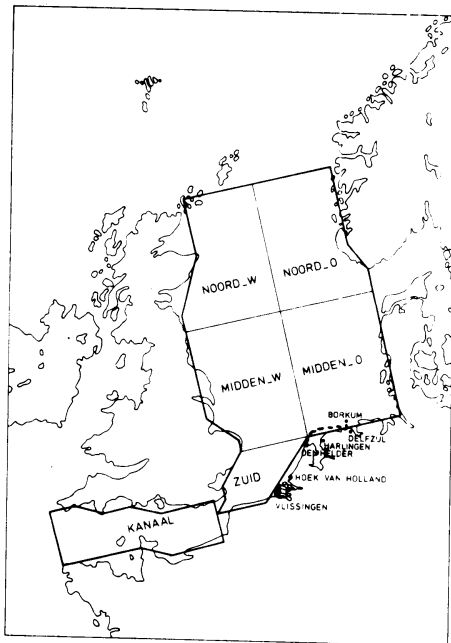 NOORD_W
NOORD_O
MIDDEN_W
MIDDEN_O
BORKUM
DELFZIJL
HARLINGEN
DEN HELDER
ZUID
HOEK VAN HOLLAND
VLISSINGEN
KANAAL